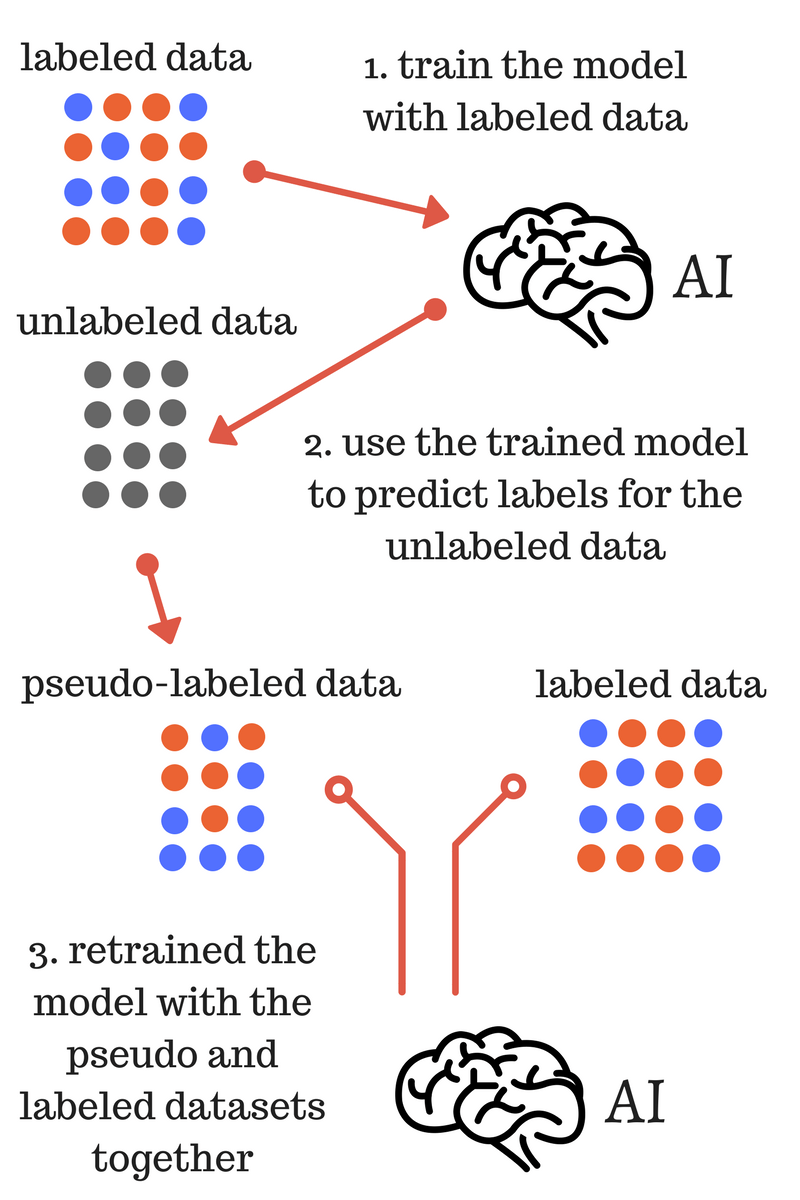 labeled data
1. train the model
with labeled data
AI
unlabeled data
2. use the trained model
to predict labels for the
unlabeled data
pseudo-labeled data
labeled data
3. retrained the
model with the
pseudo and
labeled datasets
together
AI